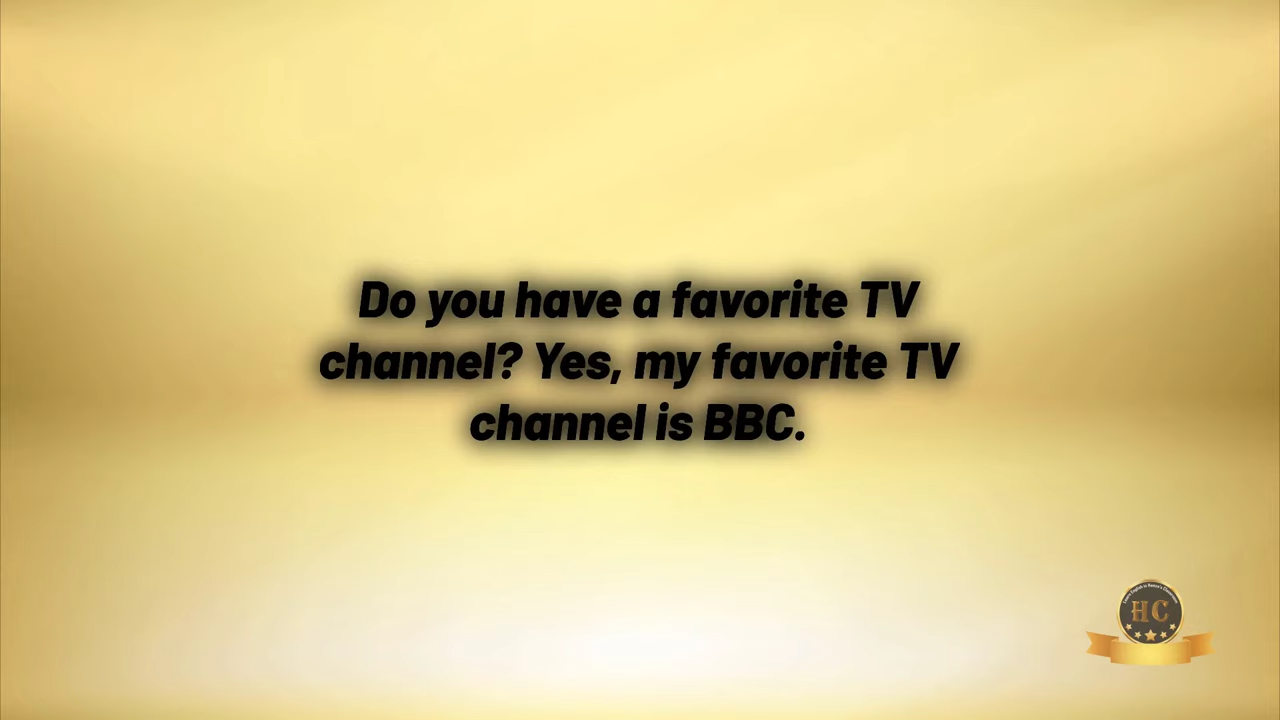 Do you have a favorite TV
channel? Yes, my favorite TV
channel is BBC.
HC